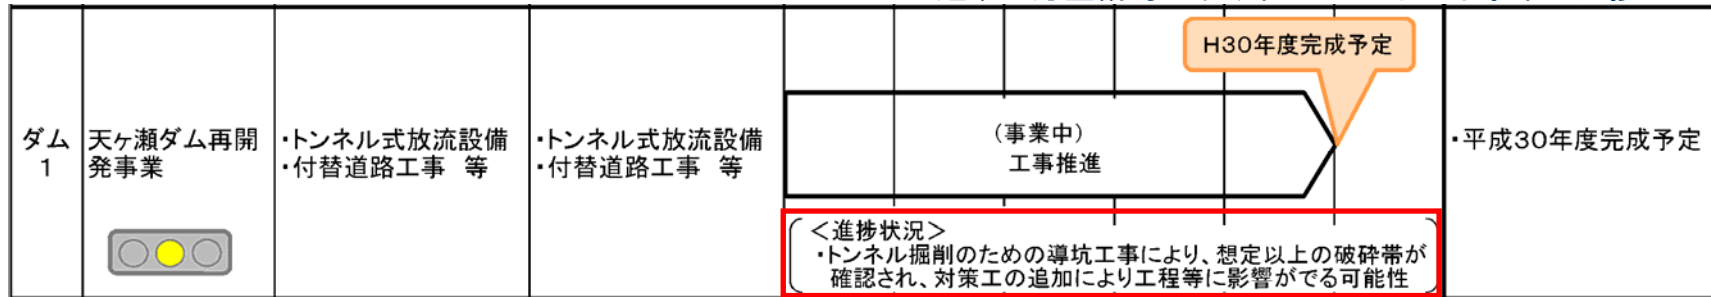 ダム
1
天ヶ瀬ダム再開
発事業
・トンネル式放流設備
・付替道路工事 等
・トンネル式放流設備
・付替道路工事 等
H30年度完成予定
(事業中)
工事推進
＜進捗状況＞
・トンネル掘削のための導坑工事により、想定以上の破砕帯が
確認され、対策工の追加により工程等に影響がでる可能性
・平成30年度完成予定